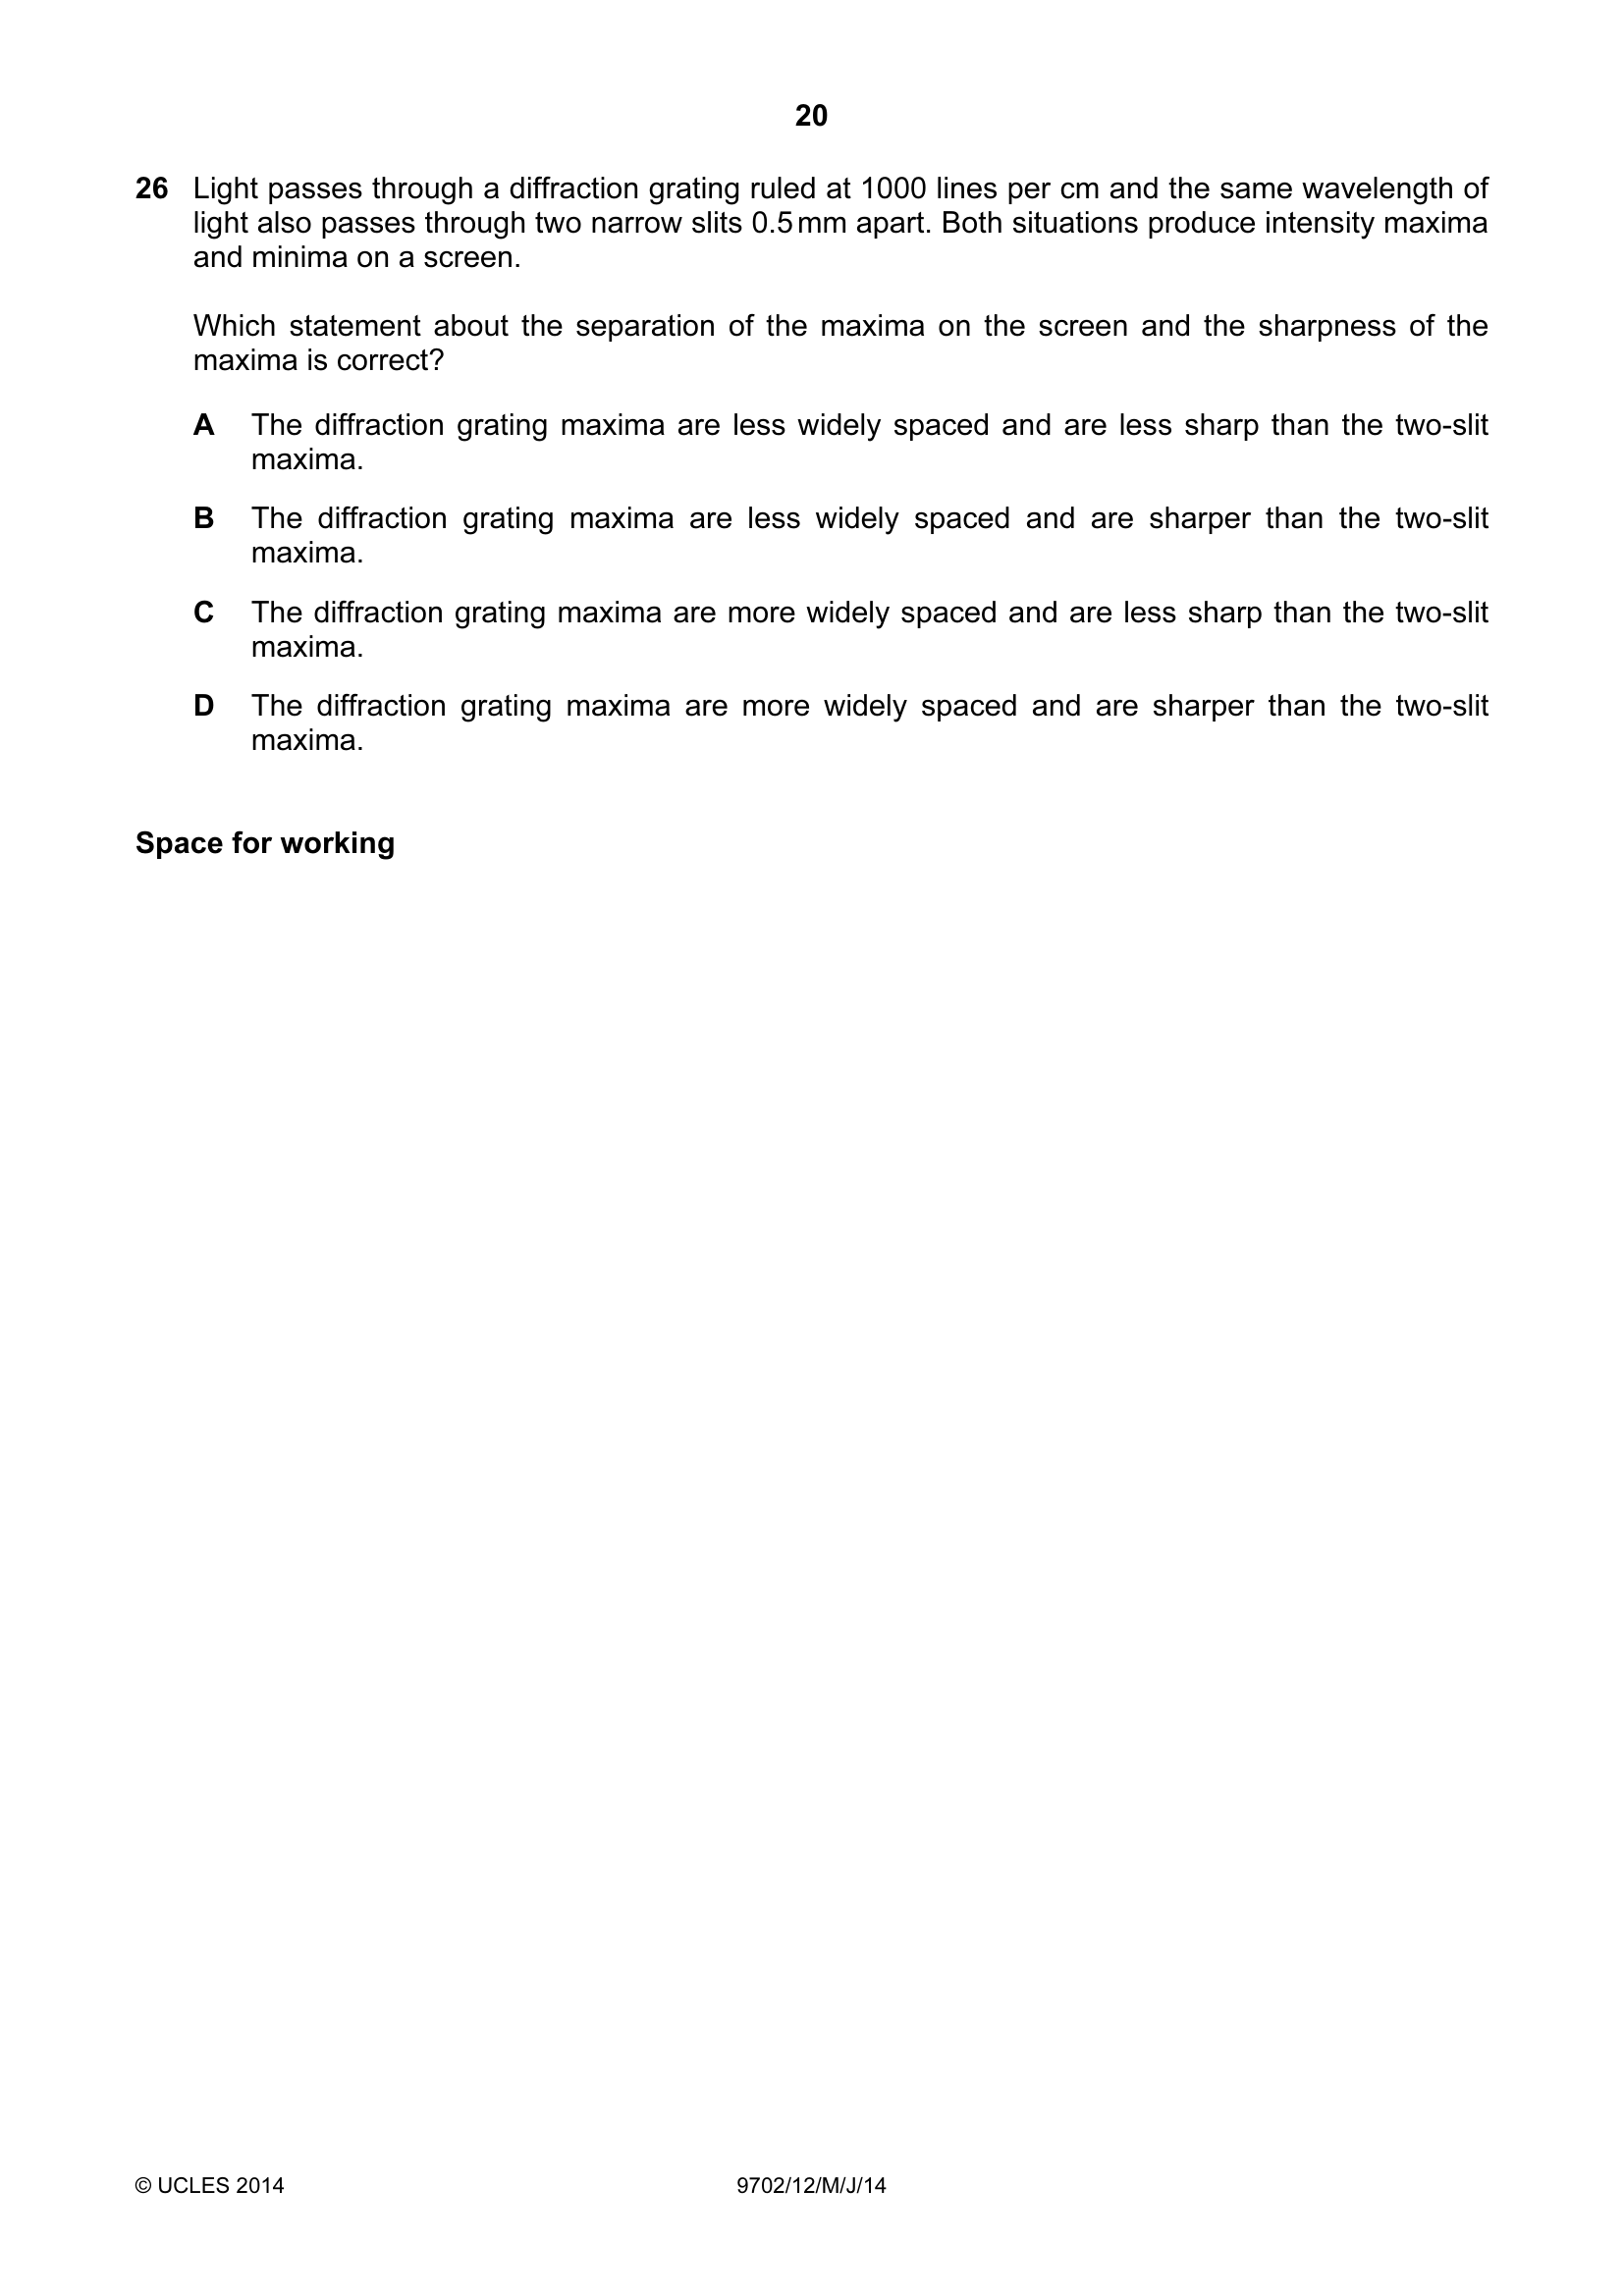 20
26 Light passes through a diffraction grating ruled at 1000 lines per cm and the same wavelength of
light also passes through two narrow slits 0.5 mm apart. Both situations produce intensity maxima
and minima on a screen.
Which statement about the separation of the maxima on the screen and the sharpness of the
maxima is correct?
A The diffraction grating maxima are less widely spaced and are less sharp than the two-slit
maxima.
B The diffraction grating maxima are less widely spaced and are sharper than the two-slit
maxima.
C The diffraction grating maxima are more widely spaced and are less sharp than the two-slit
maxima.
D The diffraction grating maxima are more widely spaced and are sharper than the two-slit
maxima.
Space for working
© UCLES 2014 9702/12/M/J/14